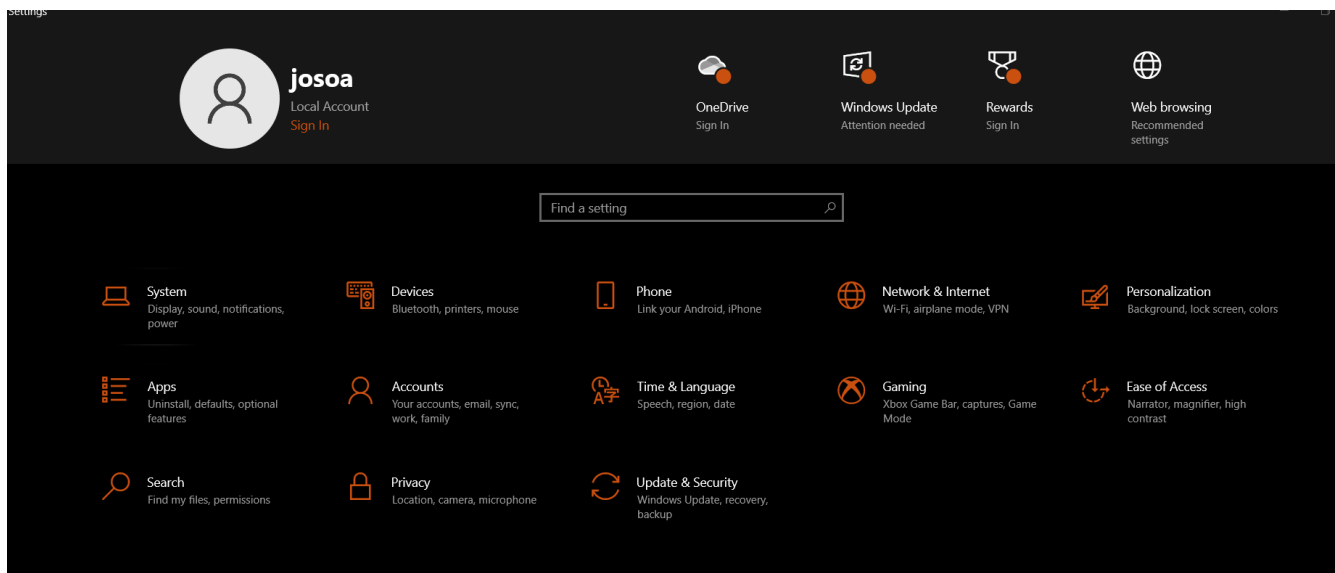 Settings
josoa
Local Account
Sign In
OneDrive
Sign In
Windows Update
Attention needed
Rewards
Sign In
Web browsing
Recommended
settings
Find a setting
System
Display, sound, notifications,
power
Devices
Bluetooth, printers, mouse
Phone
Link your Android, iPhone
Network & Internet
Wi-Fi, airplane mode, VPN
Personalization
Background, lock screen, colors
Apps
Uninstall, defaults, optional
features
Accounts
Your accounts, email, sync,
work, family
Time & Language
Speech, region, date
Gaming
Xbox Game Bar, captures, Game
Mode
Ease of Access
Narrator, magnifier, high
contrast
Search
Find my files, permissions
Privacy
Location, camera, microphone
Update & Security
Windows Update, recovery,
backup